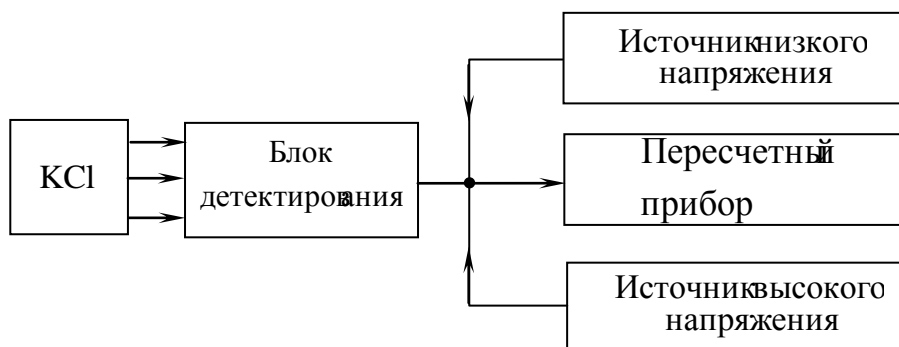 KCl
Блок
детектирования
Источник низкого
напряжения
Пересчетный
прибор
Источник высокого
напряжения